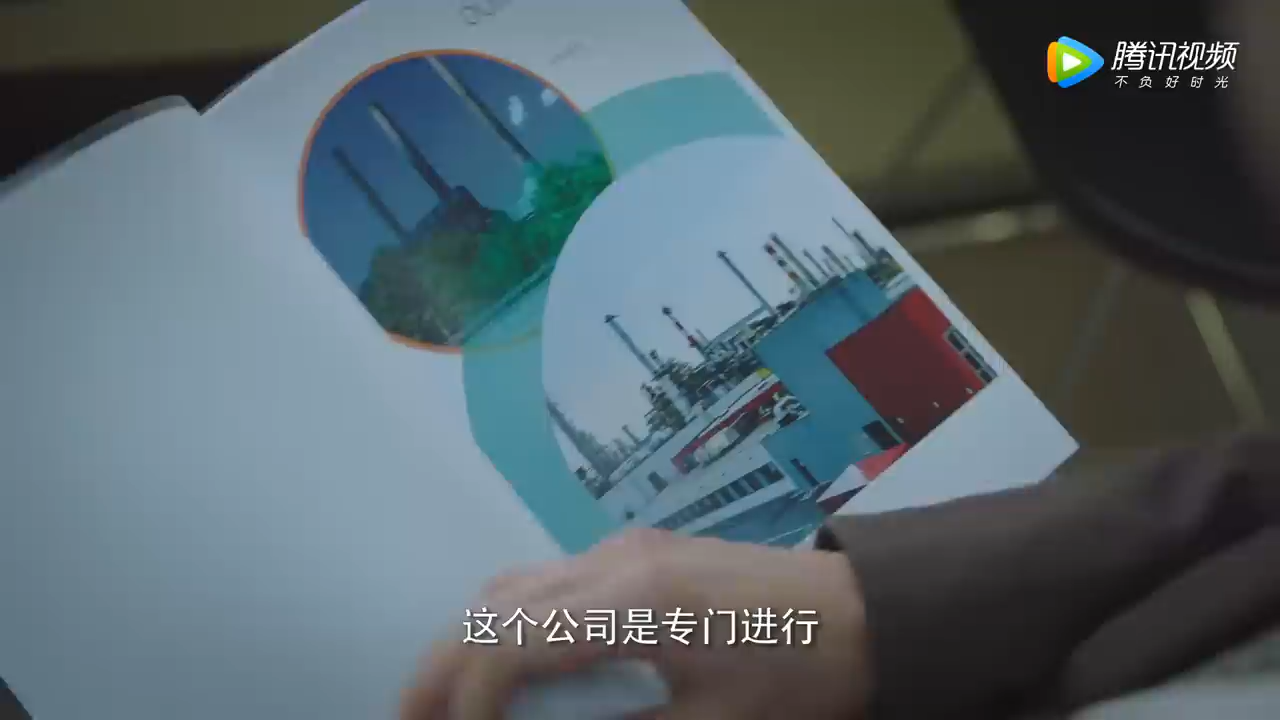 腾讯视频
不负好时光
这个公司是专门进行